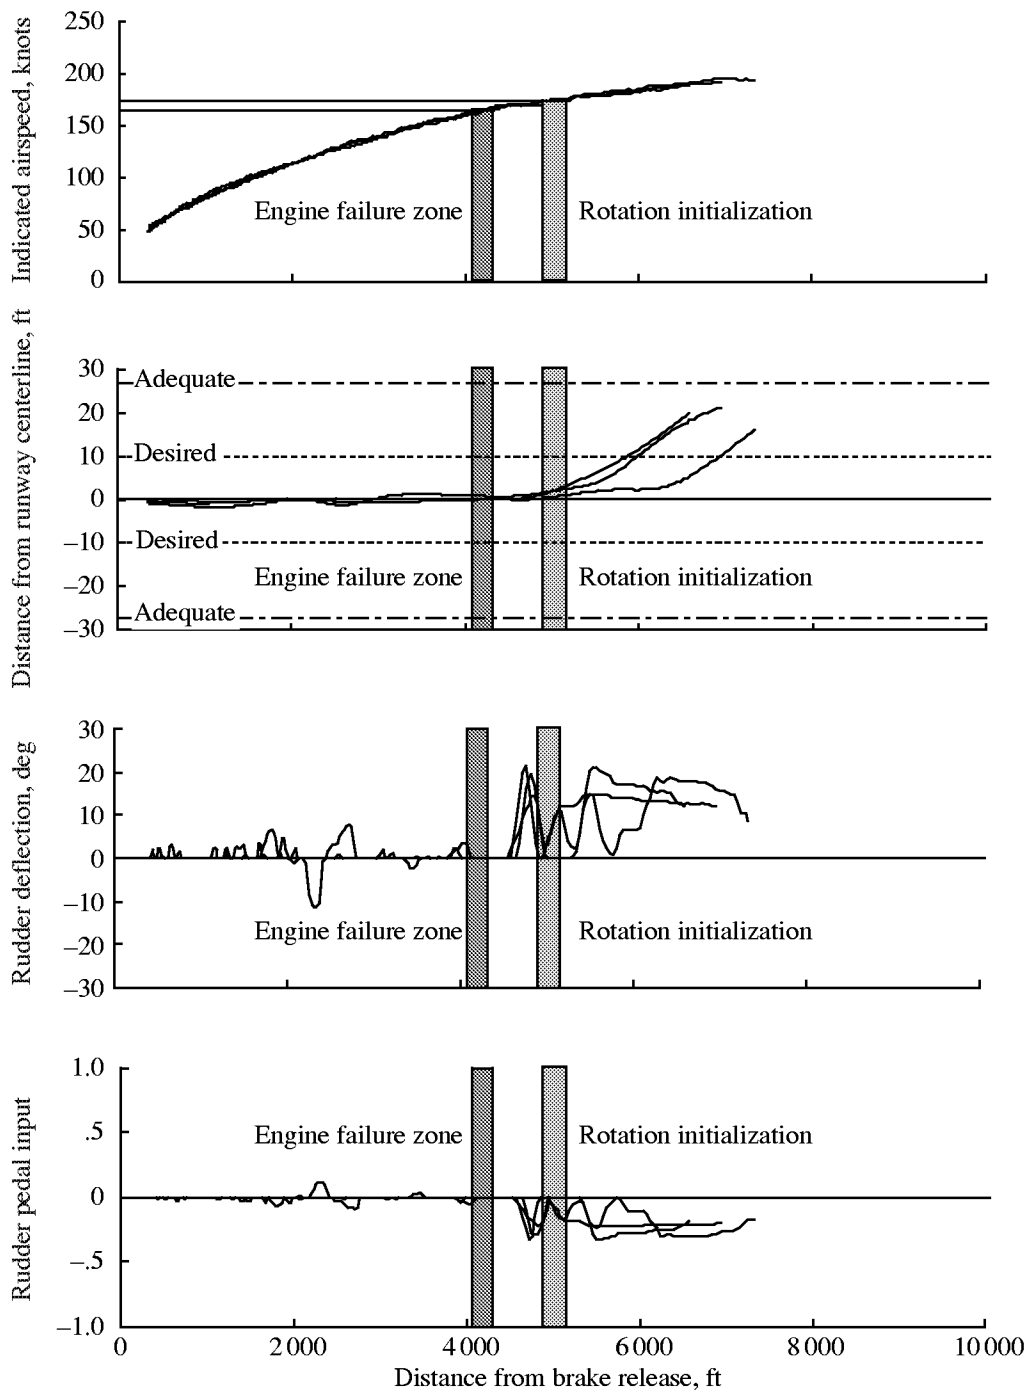 Indicated airspeed, knots
250
200
150
100
50
0
Engine failure zone
Rotation initialization
Distance from runway centerline, ft
30
20
10
0
–10
–20
–30
Adequate
Desired
Desired
Engine failure zone
Rotation initialization
Adequate
Rudder deflection, deg
30
20
10
0
–10
–20
–30
Engine failure zone
Rotation initialization
Rudder pedal input
1.0
.5
0
–.5
–1.0
Engine failure zone
Rotation initialization
0 2 000 4 000 6 000 8 000 10 000
Distance from brake release, ft